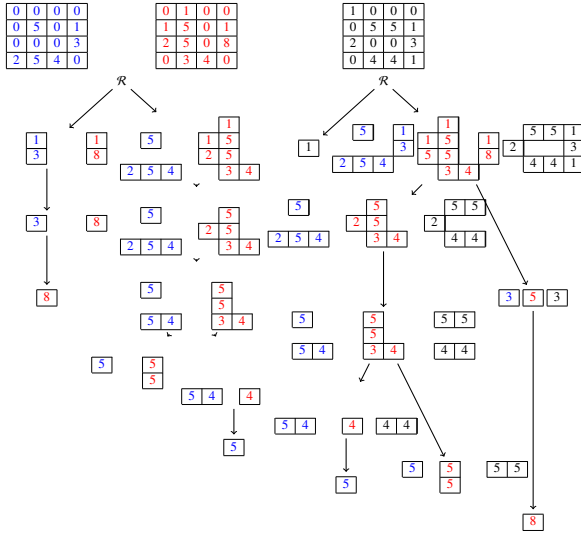 0 0 0 0 0 1 0 0 1 0 0 0
0 5 0 1 1 5 0 1 0 5 5 1
0 0 0 3 2 5 0 8 2 0 0 3
2 5 4 0 0 3 4 0 0 4 4 1
ℛ ℛ
1 1
1 1 5 1 5 5 1 1 5 1 5 5 1
3 8 2 5 1 3 5 5 8 2 3
2 5 4 3 4 2 5 4 3 4 4 4 1
5 5 5 5 5
3 8 5 2 5 2 5 2
2 5 4 3 4 2 5 4 3 4 4 4
8 5 5 3 5 3
5
5 4 3 4 5 5 5 5
5
5 5 5 4 3 4 4 4
5
5 4 4
5 4 4 4 4
5
5 5 5 5
5 5
8